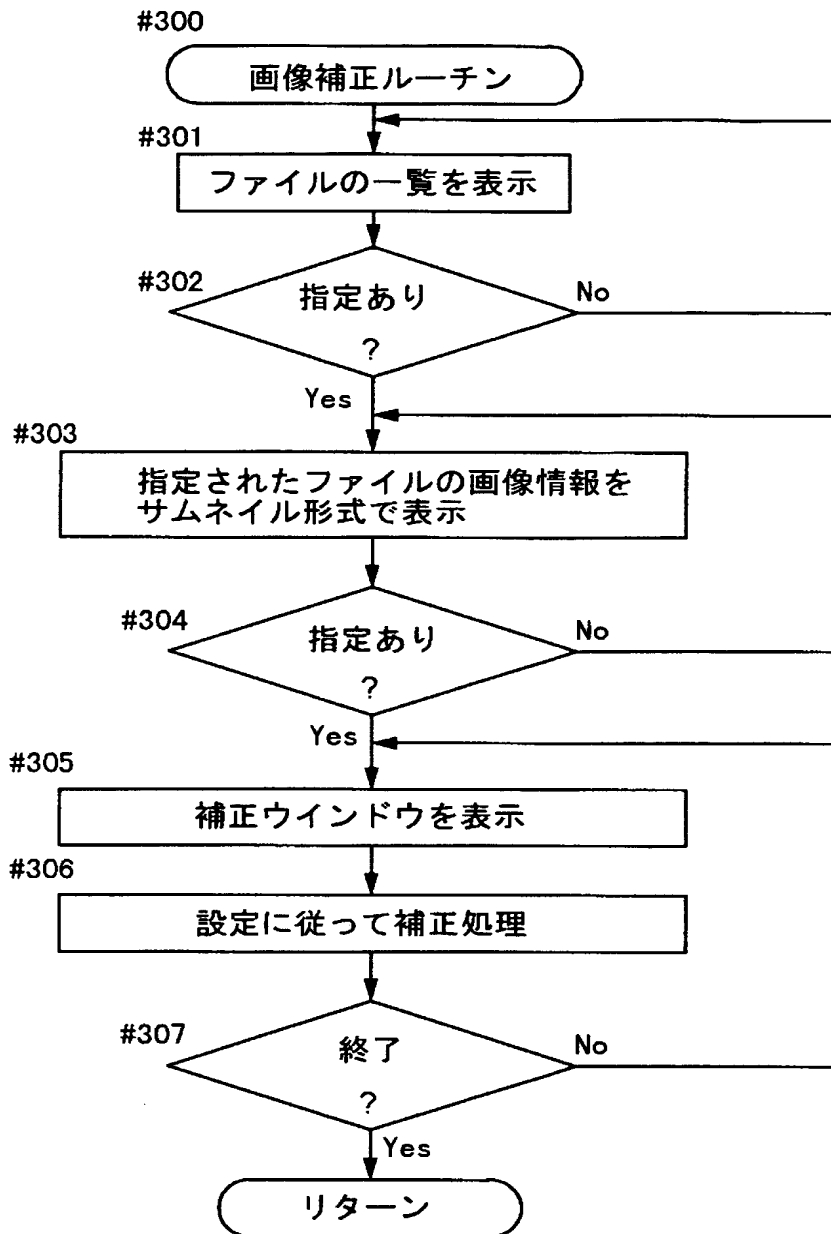 #300
画像補正ルーチン
#301
ファイルの一覧を表示
#302
指定あり
?
No
Yes
#303
指定されたファイルの画像情報を
サムネイル形式で表示
#304
指定あり
?
No
Yes
#305
補正ウインドウを表示
#306
設定に従って補正処理
#307
終了
?
No
Yes
リターン